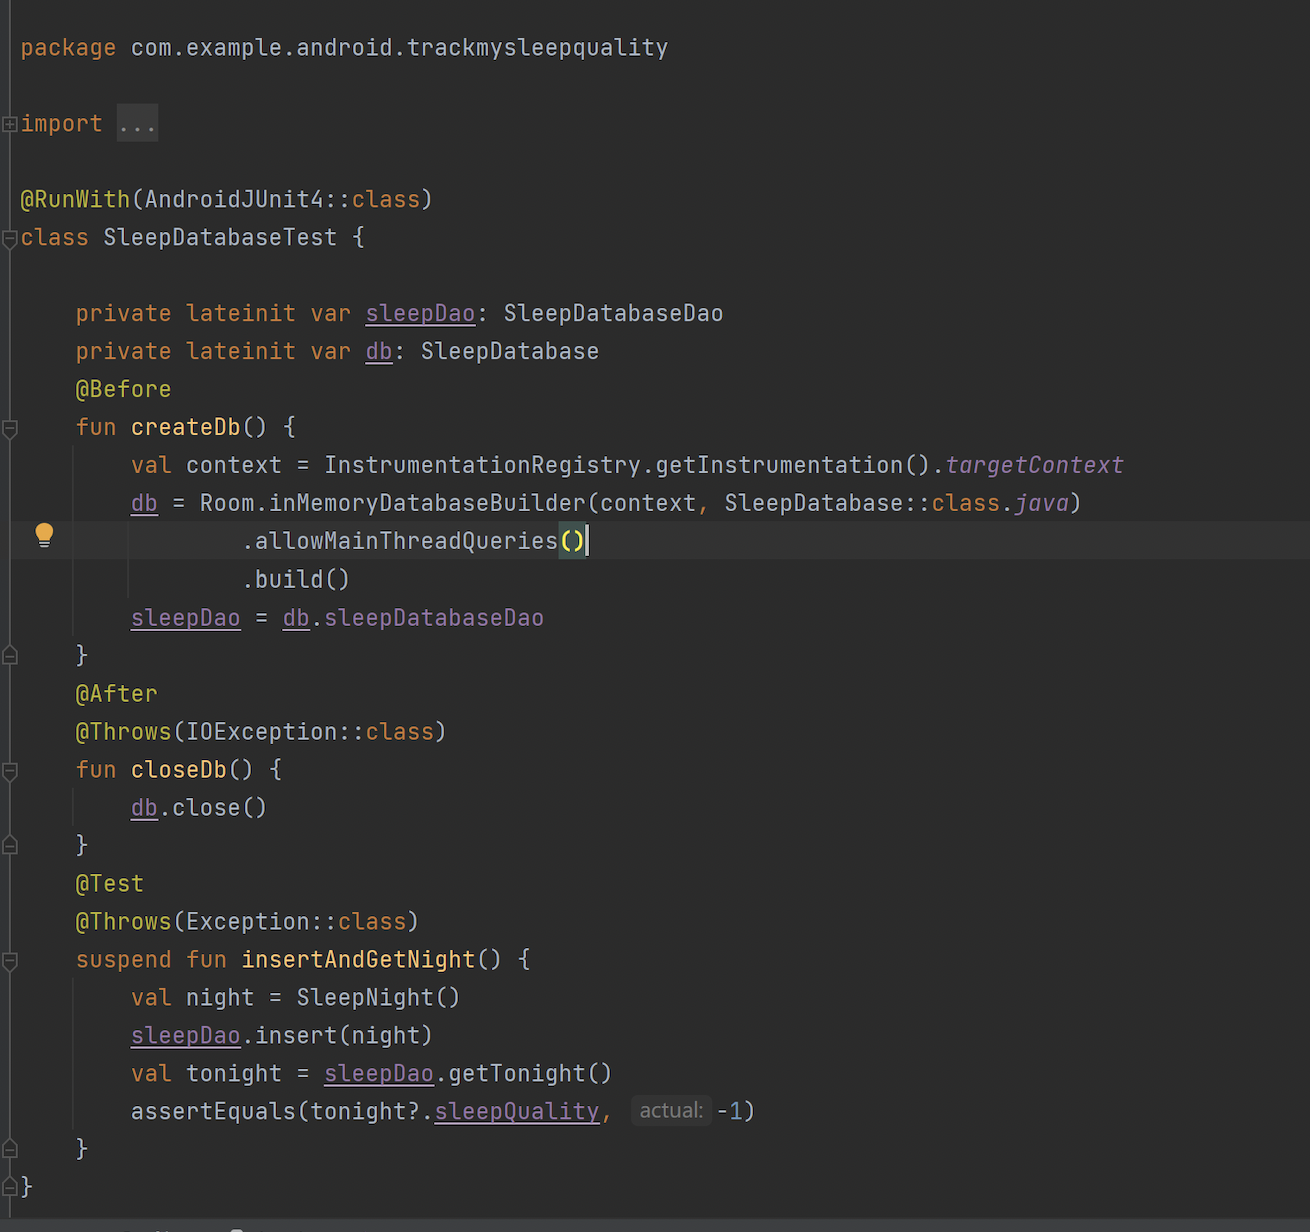 package com.example.android.trackmysleepquality
import ...
@RunWith(AndroidJUnit4::class)
class SleepDatabaseTest {
private lateinit var sleepDao: SleepDatabaseDao
private lateinit var db: SleepDatabase
@Before
fun createDb() {
val context = InstrumentationRegistry.getInstrumentation().targetContext
db = Room.inMemoryDatabaseBuilder(context, SleepDatabase::class.java)
.allowMainThreadQueries()
.build()
sleepDao = db.sleepDatabaseDao
}
@After
@Throws(IOException::class)
fun closeDb() {
db.close()
}
@Test
@Throws(Exception::class)
suspend fun insertAndGetNight() {
val night = SleepNight()
sleepDao.insert(night)
val tonight = sleepDao.getTonight()
assertEquals(tonight?.sleepQuality, actual: -1)
}
}